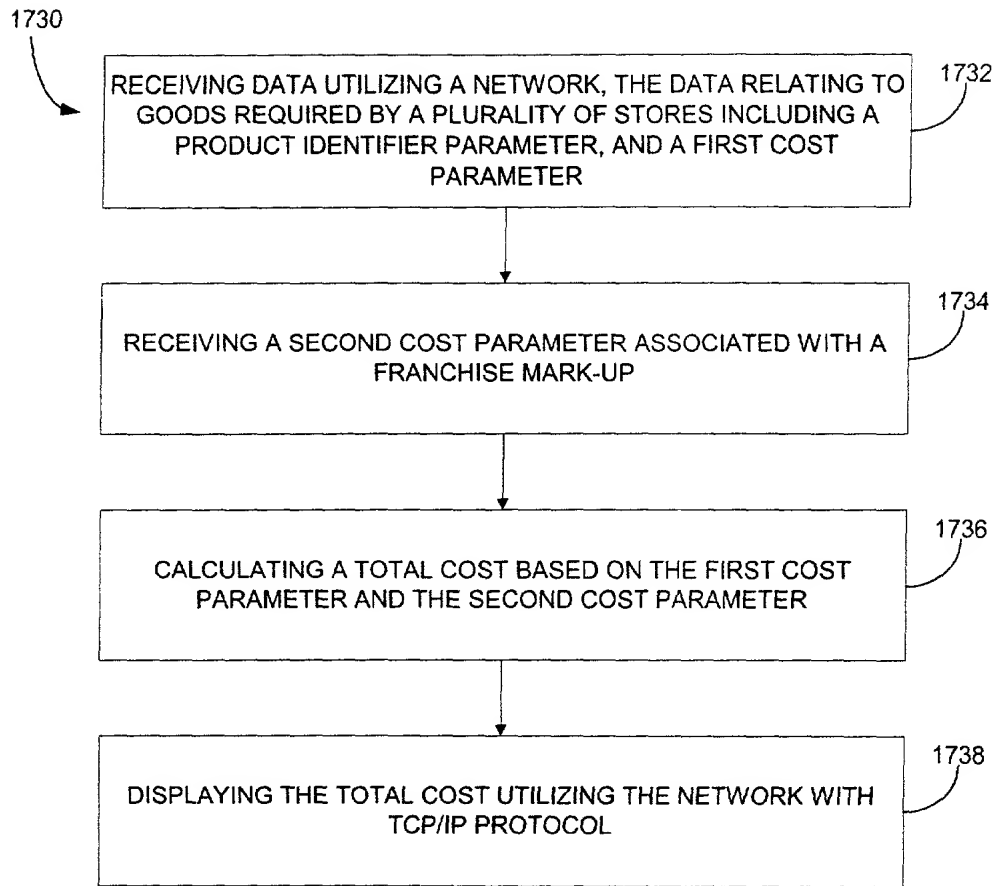 1730
1732
RECEIVING DATA UTILIZING A NETWORK, THE DATA RELATING TO
GOODS REQUIRED BY A PLURALITY OF STORES INCLUDING A
PRODUCT IDENTIFIER PARAMETER, AND A FIRST COST
PARAMETER
1734
RECEIVING A SECOND COST PARAMETER ASSOCIATED WITH A
FRANCHISE MARK-UP
1736
CALCULATING A TOTAL COST BASED ON THE FIRST COST
PARAMETER AND THE SECOND COST PARAMETER
1738
DISPLAYING THE TOTAL COST UTILIZING THE NETWORK WITH
TCP/IP PROTOCOL